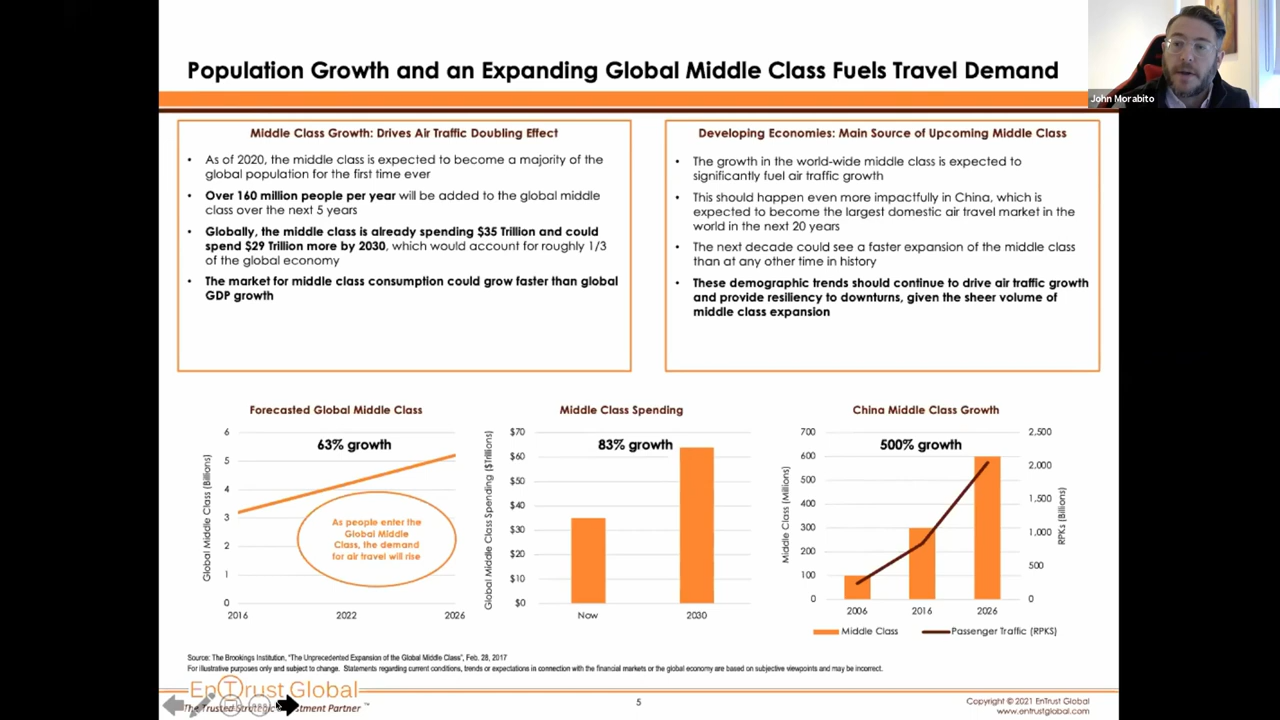 Population Growth and an Expanding Global Middle Class Fuels Travel Demand
John Morabito
Middle Class Growth: Drives Air Traffic Doubling Effect
• As of 2020, the middle class is expected to become a majority of the
global population for the first time ever
• Over 160 million people per year will be added to the global middle
class over the next 5 years
• Globally, the middle class is already spending $35 Trillion and could
spend $29 Trillion more by 2030, which would account for roughly 1/3
of the global economy
• The market for middle class consumption could grow faster than global
GDP growth
Developing Economies: Main Source of Upcoming Middle Class
• The growth in the world-wide middle class is expected to
significantly fuel air traffic growth
• This should happen even more impactfully in China, which is
expected to become the largest domestic air travel market in the
world in the next 20 years
• The next decade could see a faster expansion of the middle class
than at any other time in history
• These demographic trends should continue to drive air traffic growth
and provide resiliency to downturns, given the sheer volume of
middle class expansion
Forecasted Global Middle Class
63% growth
Global Middle Class (Billions)
6
5
4
3
2
1
0
2016 2022 2026
As people enter the
Global Middle
Class, the demand
for air travel will rise
Middle Class Spending
83% growth
Global Middle Class Spending ($Trillions)
$70
$60
$50
$40
$30
$20
$10
$0
Now 2030
China Middle Class Growth
500% growth
Middle Class (Millions)
700
600
500
400
300
200
100
0
2,500
2,000
1,500
1,000
500
0
RPKs (Billions)
2006 2016 2026
Middle Class Passenger Traffic (RPKS)
Source: The Brookings Institution, "The Unprecedented Expansion of the Global Middle Class", Feb. 28, 2017
For illustrative purposes only and subject to change. Statements regarding current conditions, trends or expectations in connection with the financial markets or the global economy are based on subjective viewpoints and may be incorrect.
EnTrust Global
The Trusted Strategic Investment Partner ™
5
Copyright © 2021 EnTrust Global
www.entrustglobal.com